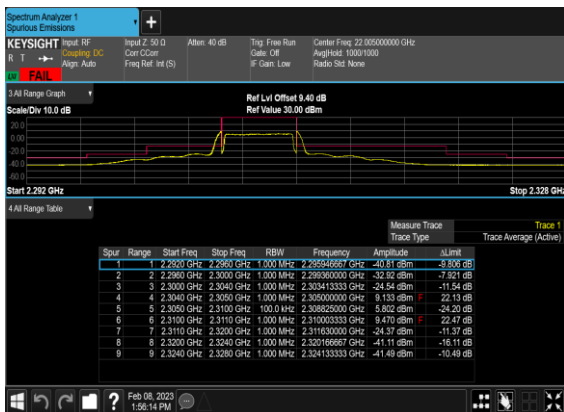 Spectrum Analyzer 1
Spurious Emissions
KEYSIGHT Input: RF Input Z: 50 Ω Atten: 40 dB Trig: Free Run Center Freq: 22.005000000 GHz
R T Coupling: DC Corr CCorr Gate: Off Avg|Hold: 1000/1000
Align: Auto Freq Ref: Int (S) IF Gain: Low Radio Std: None
FAIL
3.All Range Graph Ref Lvl Offset 9.40 dB
Scale/Div 10.0 dB Ref Value 30.00 dBm
20.0
0.00
-20.0
-40.0
-60.0
Start 2.292 GHz Stop 2.328 GHz
4.All Range Table
Measure Trace Trace 1
Trace Type Trace Average (Active)
Spur Range Start Freq Stop Freq RBW Frequency Amplitude ΔLimit
1 1 2.2920 GHz 2.2960 GHz 1.000 MHz 2.295946667 GHz -40.81 dBm -9.806 dB
2 2 2.2960 GHz 2.3000 GHz 1.000 MHz 2.299360000 GHz -32.92 dBm -7.921 dB
3 3 2.3000 GHz 2.3040 GHz 1.000 MHz 2.303413333 GHz -24.54 dBm -11.54 dB
4 4 2.3040 GHz 2.3050 GHz 1.000 MHz 2.305000000 GHz 9.133 dBm F 22.13 dB
5 5 2.3050 GHz 2.3100 GHz 100.0 kHz 2.308825000 GHz 5.802 dBm -24.20 dB
6 6 2.3100 GHz 2.3110 GHz 1.000 MHz 2.310003333 GHz 9.470 dBm F 22.47 dB
7 7 2.3110 GHz 2.3200 GHz 1.000 MHz 2.311630000 GHz -24.37 dBm -11.37 dB
8 8 2.3200 GHz 2.3240 GHz 1.000 MHz 2.320166667 GHz -41.11 dBm -16.11 dB
9 9 2.3240 GHz 2.3280 GHz 1.000 MHz 2.324133333 GHz -41.49 dBm -10.49 dB
Feb 08, 2023
1:56:14 PM